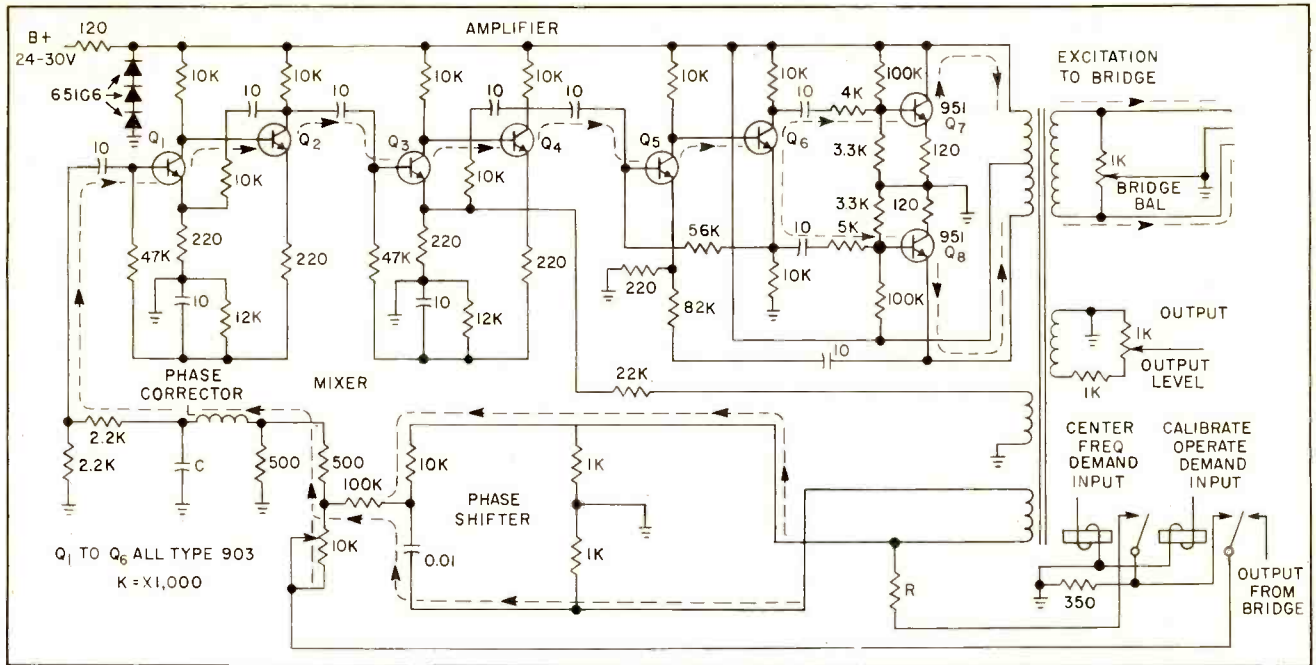 AMPLIFIER
B+
24-30V
120
651G6
10K
10
10K
10
10K
10
10K
10
10K
10K
10
4K
100K
951
Q7
EXCITATION
TO BRIDGE
Q1
Q2
Q3
Q4
Q5
Q6
10
10K
10K
3.3K
120
1K
BRIDGE
BAL
3.3K
120
47K
220
220
47K
220
220
56K
10
5K
951
Q8
220
10K
10
12K
10
12K
82K
100K
10
OUTPUT
1K
OUTPUT
LEVEL
1K
PHASE
CORRECTOR
MIXER
22K
2.2K
2.2K
C
500
500
100K
10K
PHASE
SHIFTER
1K
1K
CENTER
FREQ
DEMAND
INPUT
CALIBRATE
OPERATE
DEMAND
INPUT
10K
0.01
R
350
OUTPUT
FROM
BRIDGE
Q1 TO Q6 ALL TYPE 903
K = X1,000